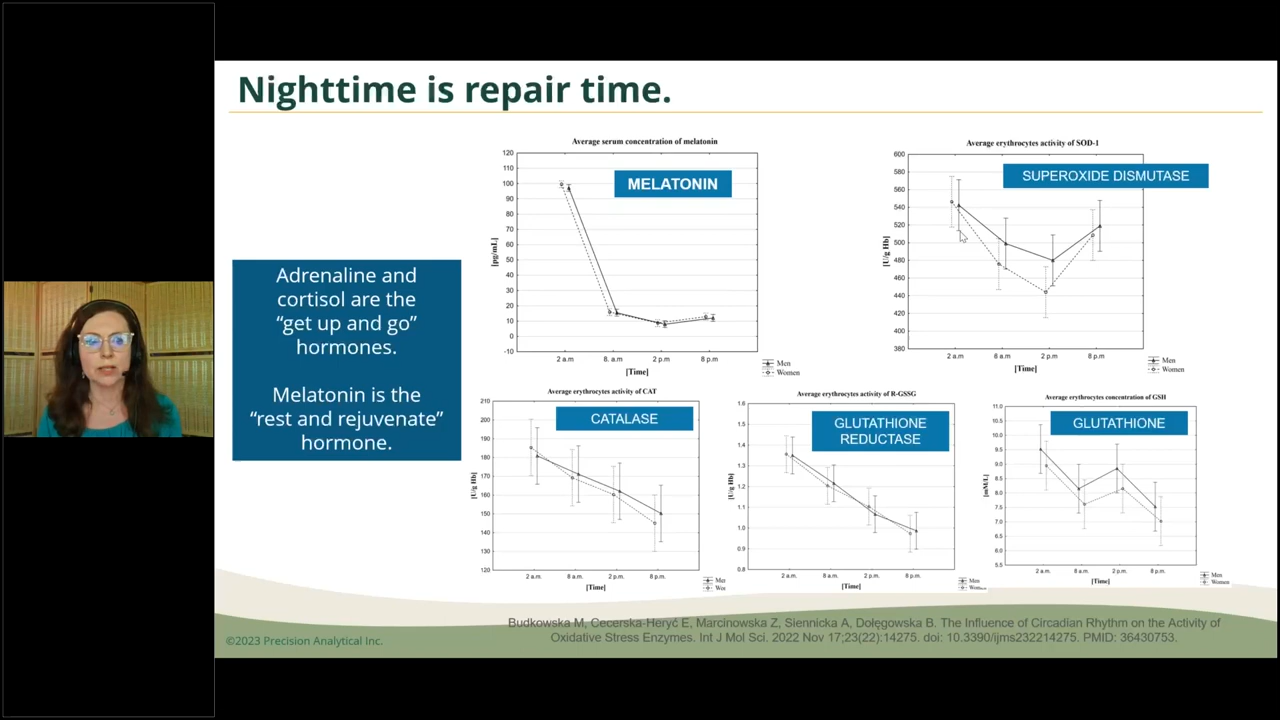 Nighttime is repair time.
Adrenaline and
cortisol are the
“get up and go”
hormones.
Melatonin is the
“rest and rejuvenate”
hormone.
Average serum concentration of melatonin
MELATONIN
120
110
100
90
80
70
60
50
40
30
20
10
0
-10
[pg/mL]
2 a.m
8. a.m
2 p.m
8 p.m
[Time]
Men
Women
Average erythrocytes activity of SOD-1
SUPEROXIDE DISMUTASE
600
580
560
540
520
500
480
460
440
420
400
380
[U/g Hb]
2 a.m
2 p.m
8 p.m
[Time]
Men
Women
Average erythrocytes activity of CAT
CATALASE
210
200
190
180
170
160
150
140
130
120
[U/g Hb]
2 a.m.
8 a.m.
2 p.m.
8 p.m.
[Time]
Average erythrocytes activity of R-GSSG
GLUTATHIONE
REDUCTASE
1.6
1.5
1.4
1.3
1.2
1.1
1.0
0.9
0.8
[U/g Hb]
2 a.m.
8 a.m.
2 p.m.
8 p.m.
[Time]
Men
Average erythrocytes concentration of GSH
GLUTATHIONE
11.0
10.5
10.0
9.5
9.0
8.5
8.0
7.5
7.0
6.5
6.0
5.5
[mM/L]
2 a.m.
8 a.m.
2 p.m.
8 p.m.
[Time]
Men
Women
Budkowska M, Cecerska-Heryć E, Marcinowska Z, Siennicka A, Dołęgowska B. The Influence of Circadian Rhythm on the Activity of
Oxidative Stress Enzymes. Int J Mol Sci. 2022 Nov 17;23(22):14275. doi: 10.3390/ijms232214275. PMID: 36430753.
©2023 Precision Analytical Inc.